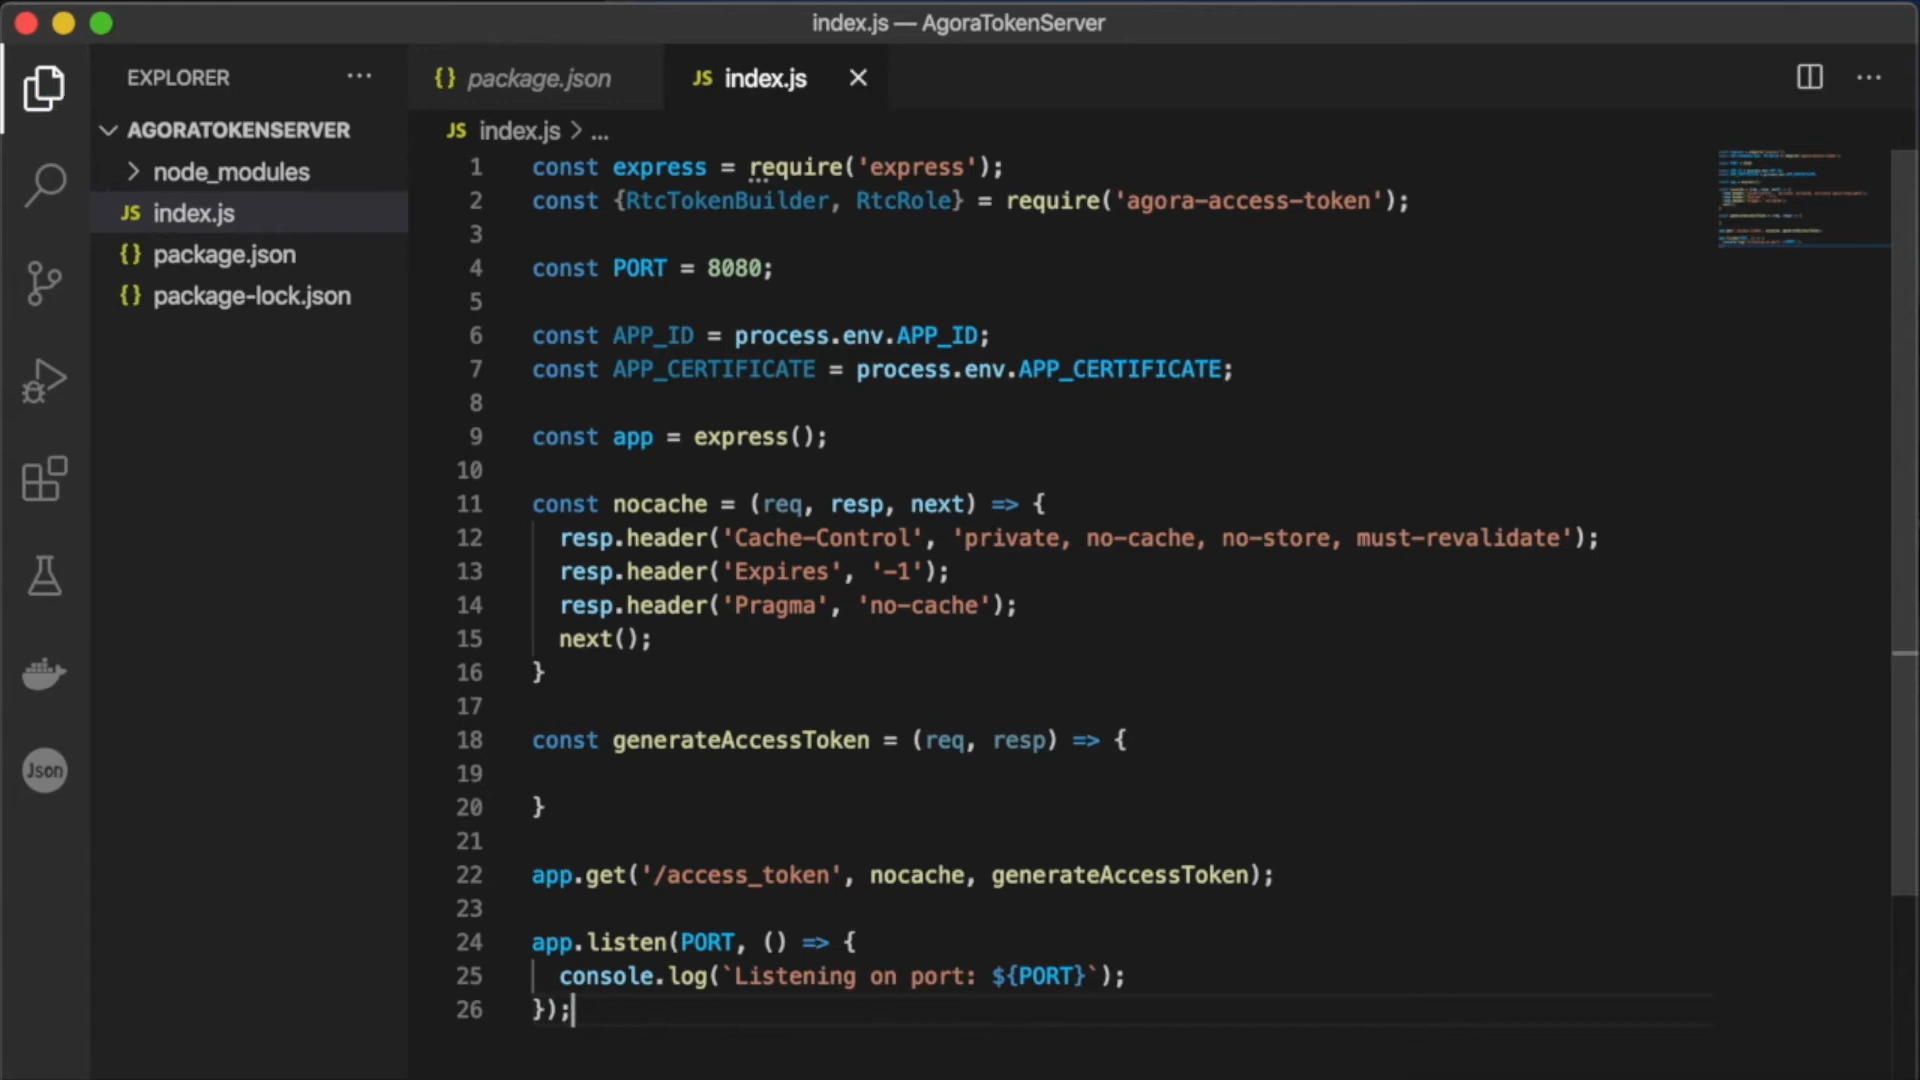 index.js — AgoraTokenServer
EXPLORER
AGORATOKENSERVER
node_modules
JS index.js
{} package.json
{} package-lock.json
Json
{} package.json
JS index.js
JS index.js > ...
1 const express = require('express');
2 const {RtcTokenBuilder, RtcRole} = require('agora-access-token');
3
4 const PORT = 8080;
5
6 const APP_ID = process.env.APP_ID;
7 const APP_CERTIFICATE = process.env.APP_CERTIFICATE;
8
9 const app = express();
10
11 const nocache = (req, resp, next) => {
12 resp.header('Cache-Control', 'private, no-cache, no-store, must-revalidate');
13 resp.header('Expires', '-1');
14 resp.header('Pragma', 'no-cache');
15 next();
16 }
17
18 const generateAccessToken = (req, resp) => {
19
20 }
21
22 app.get('/access_token', nocache, generateAccessToken);
23
24 app.listen(PORT, () => {
25 console.log(`Listening on port: ${PORT}`);
26 });